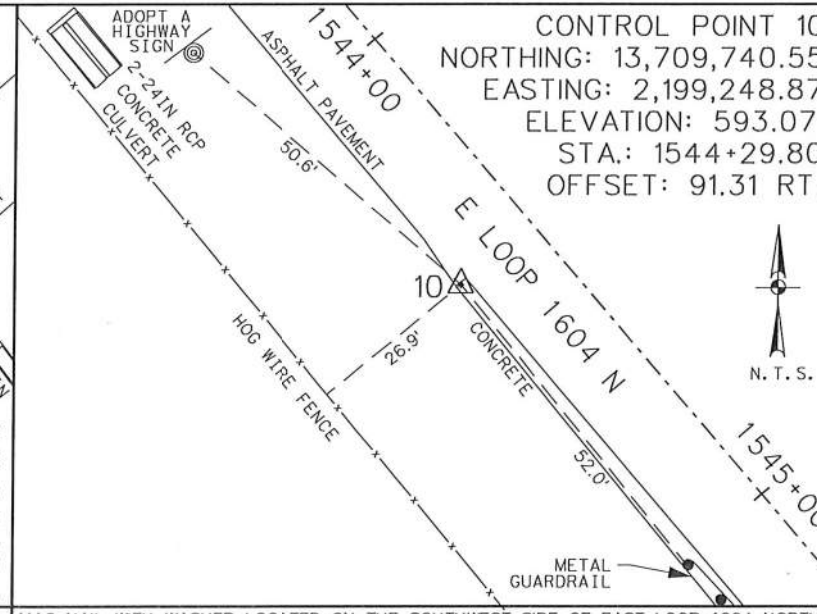 CONTROL POINT 10
NORTHING: 13,709,740.55
EASTING: 2,199,248.87
ELEVATION: 593.07
STA.: 1544+29.80
OFFSET: 91.31 RT
ADOPT A
HIGHWAY
SIGN
2-24IN RCP
CONCRETE
CULVERT
ASPHALT PAVEMENT
1544+00
50.6'
E LOOP 1604 N
10
26.9'
CONCRETE
HOG WIRE FENCE
52.0'
N.T.S.
1545+00
METAL
GUARDRAIL